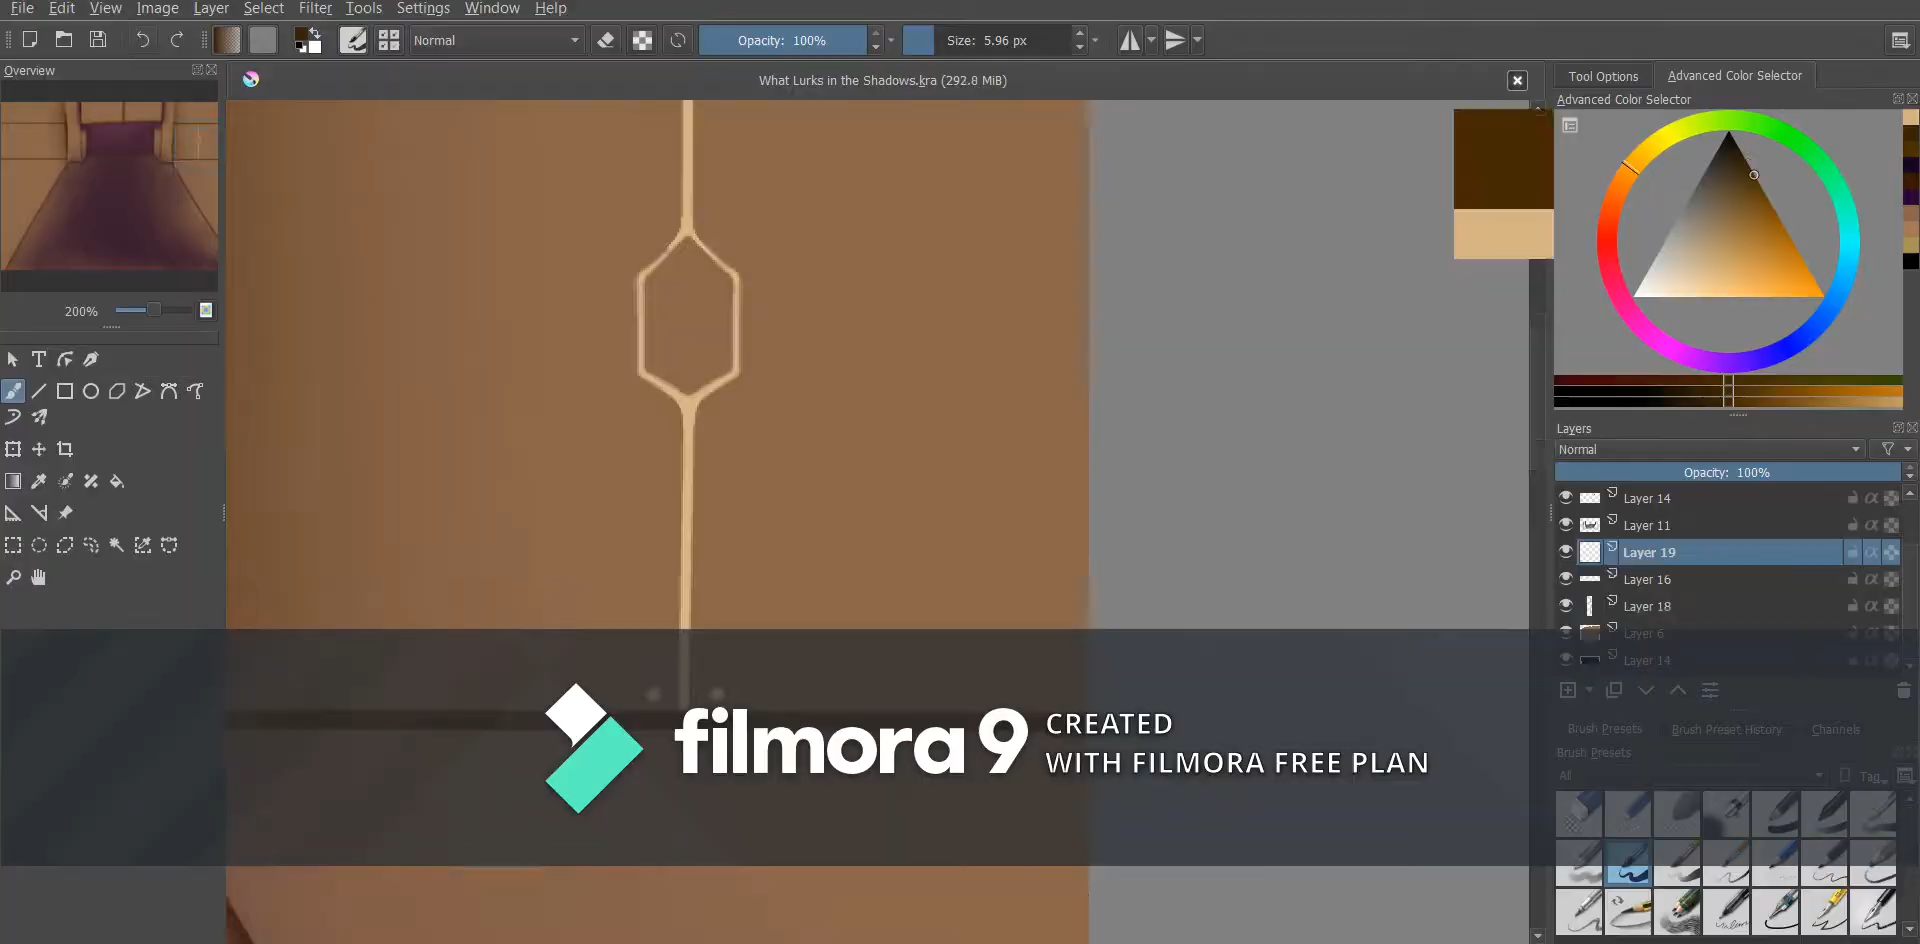 File Edit View Image Layer Select Filter Tools Settings Window Help
Normal
Opacity: 100%
Size: 5.96 px
Overview
What Lurks in the Shadows.kra (292.8 MiB)
Tool Options
Advanced Color Selector
Advanced Color Selector
200%
Layers
Normal
Opacity: 100%
Layer 14
Layer 11
Layer 19
Layer 16
Layer 18
Layer 6
Layer 14
filmora 9
CREATED
WITH FILMORA FREE PLAN
Brush Presets
Brush Preset History
Channels
Brush Presets
All
Tag